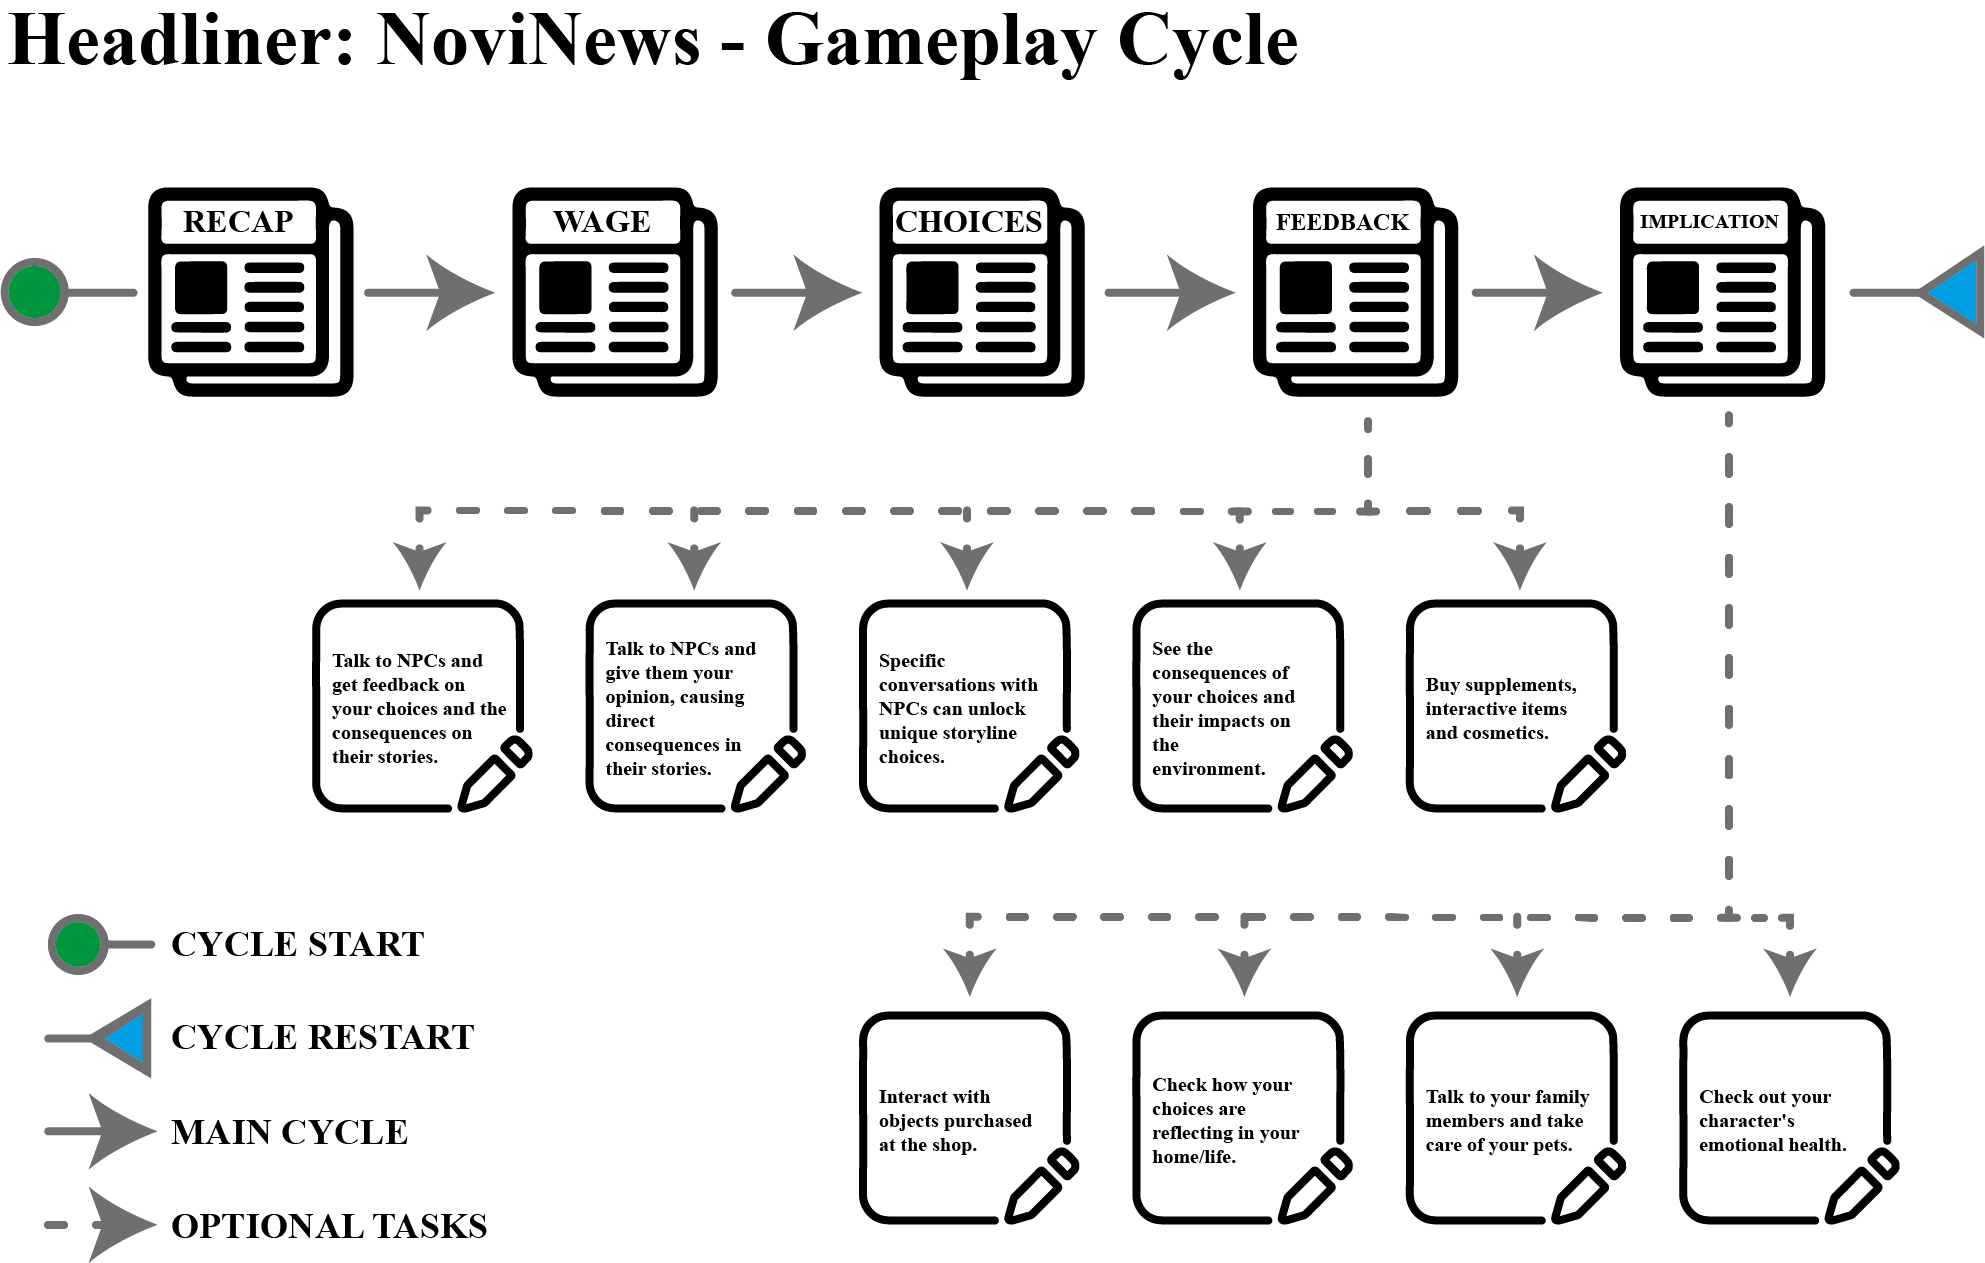 Headliner: NoviNews - Gameplay Cycle
RECAP
WAGE
CHOICES
FEEDBACK
IMPLICATION
Talk to NPCs and
get feedback on
your choices and the
consequences on
their stories.
Talk to NPCs and
give them your
opinion, causing
direct
consequences in
their stories.
Specific
conversations with
NPCs can unlock
unique storyline
choices.
See the
consequences of
your choices and
their impacts on
the
environment.
Buy supplements,
interactive items
and cosmetics.
Interact with
objects purchased
at the shop.
Check how your
choices are
reflecting in your
home/life.
Talk to your family
members and take
care of your pets.
Check out your
character's
emotional health.
CYCLE START
CYCLE RESTART
MAIN CYCLE
OPTIONAL TASKS